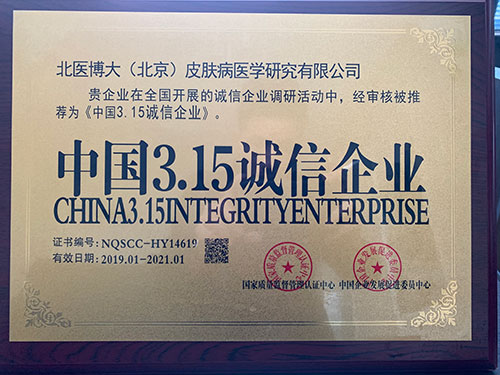 北医博大（北京）皮肤病医学研究有限公司
贵企业在全国开展的诚信企业调研活动中，经审核被推
荐为《中国3.15诚信企业》。
中国3.15诚信企业
CHINA3.15INTEGRITYENTERPRISE
证书编号：NQSCC-HY14619
有效日期：2019.01-2021.01
国家质量监督管理认证中心 中国企业发展促进委员中心